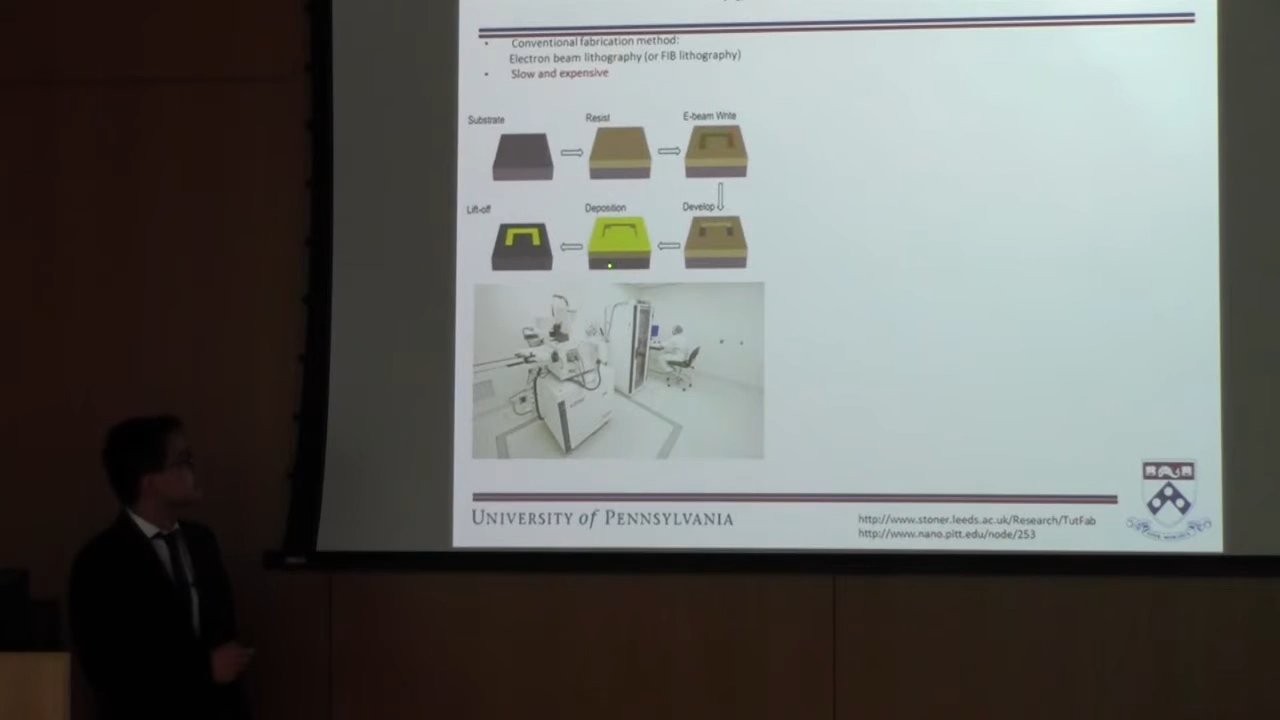 Conventional fabrication method:
Electron beam lithography (or FIB lithography)
Slow and expensive
Substrate
Resist
E-beam Write
Lift-off
Deposition
Develop
UNIVERSITY of PENNSYLVANIA
http://www.stoner.leeds.ac.uk/Research/TutFab
http://www.nano.pitt.edu/node/253